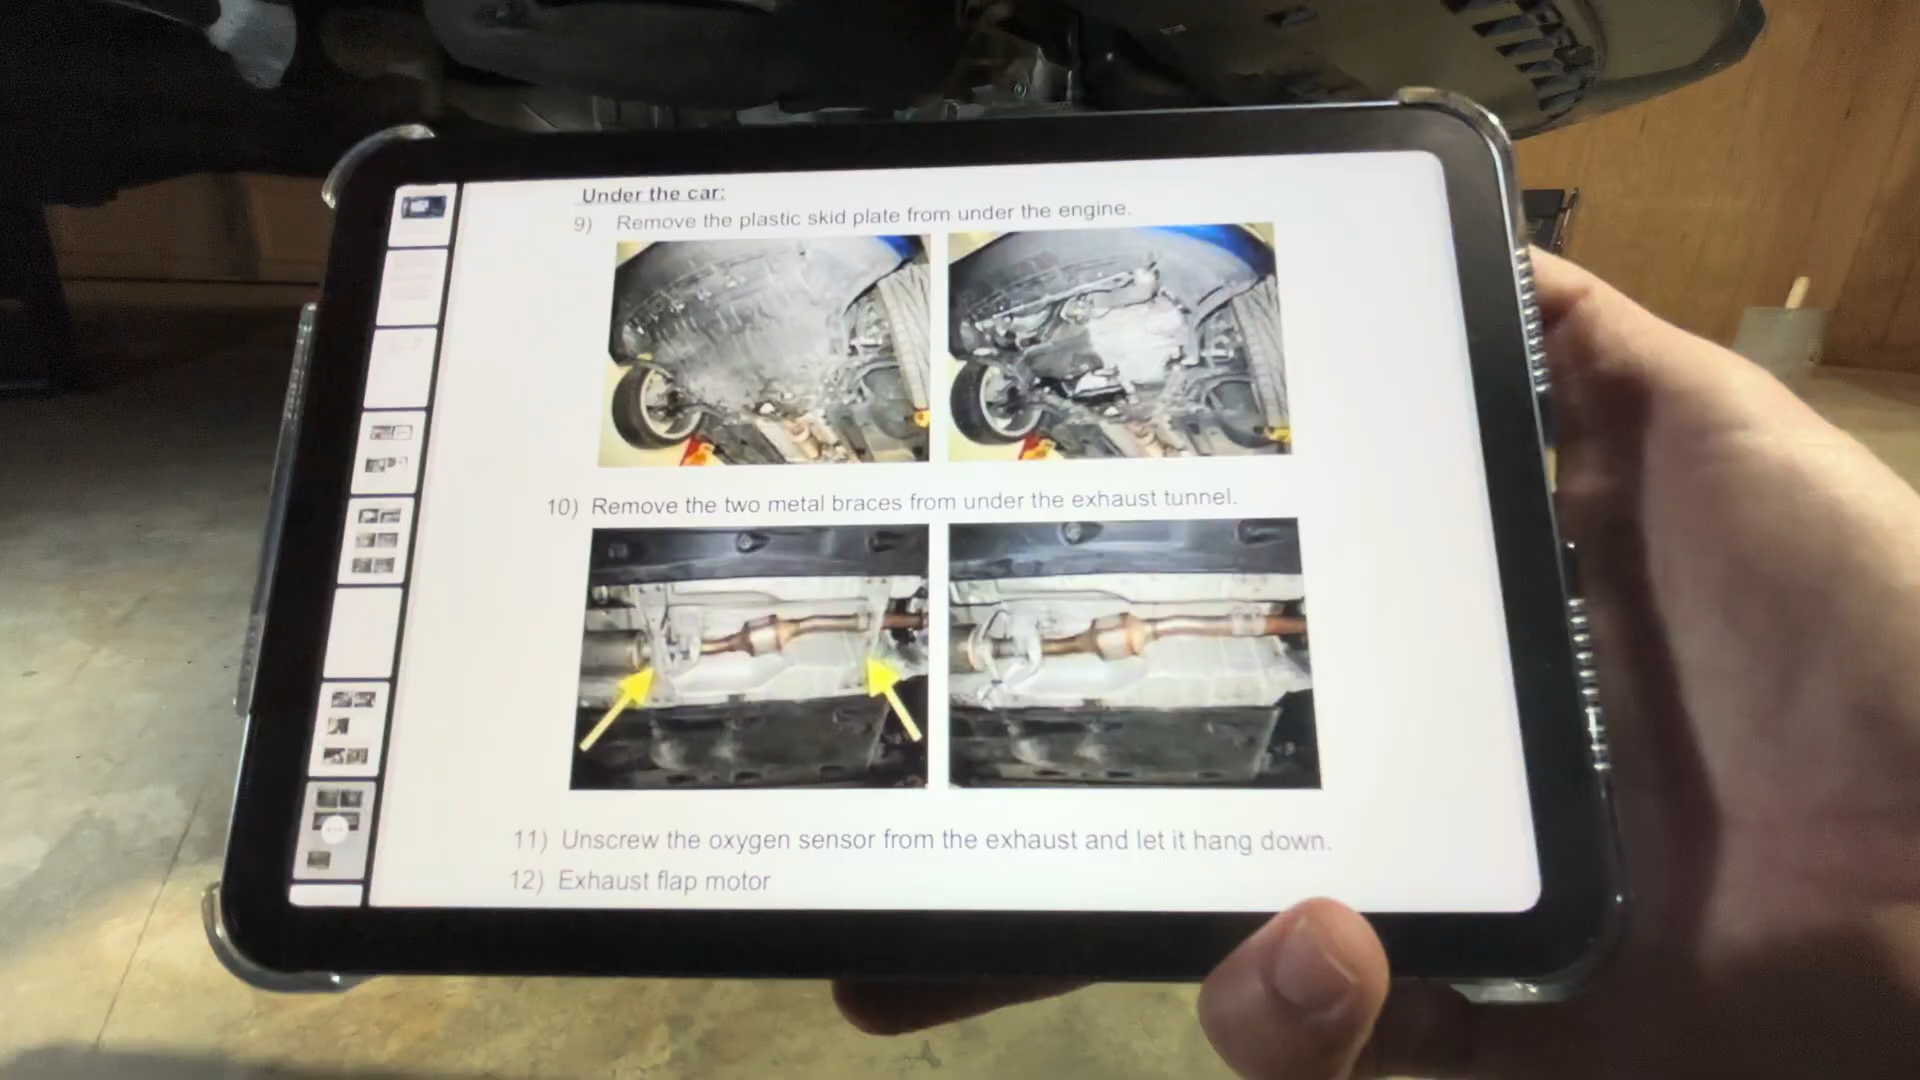 Under the car:
9) Remove the plastic skid plate from under the engine.
10) Remove the two metal braces from under the exhaust tunnel.
11) Unscrew the oxygen sensor from the exhaust and let it hang down.
12) Exhaust flap motor